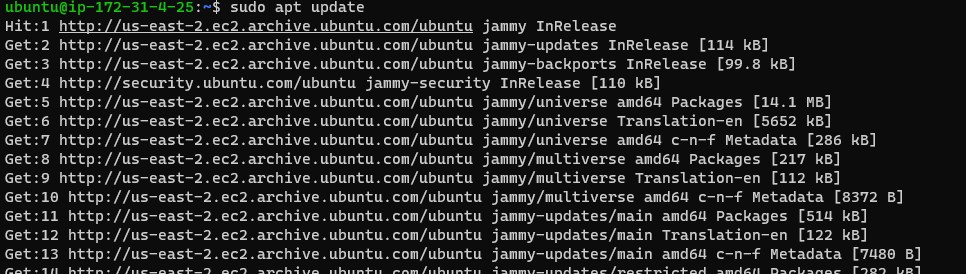 ubuntu@ip-172-31-4-25:~$ sudo apt update
Hit:1 http://us-east-2.ec2.archive.ubuntu.com/ubuntu jammy InRelease
Get:2 http://us-east-2.ec2.archive.ubuntu.com/ubuntu jammy-updates InRelease [114 kB]
Get:3 http://us-east-2.ec2.archive.ubuntu.com/ubuntu jammy-backports InRelease [99.8 kB]
Get:4 http://security.ubuntu.com/ubuntu jammy-security InRelease [110 kB]
Get:5 http://us-east-2.ec2.archive.ubuntu.com/ubuntu jammy/universe amd64 Packages [14.1 MB]
Get:6 http://us-east-2.ec2.archive.ubuntu.com/ubuntu jammy/universe Translation-en [5652 kB]
Get:7 http://us-east-2.ec2.archive.ubuntu.com/ubuntu jammy/universe amd64 c-n-f Metadata [286 kB]
Get:8 http://us-east-2.ec2.archive.ubuntu.com/ubuntu jammy/multiverse amd64 Packages [217 kB]
Get:9 http://us-east-2.ec2.archive.ubuntu.com/ubuntu jammy/multiverse Translation-en [112 kB]
Get:10 http://us-east-2.ec2.archive.ubuntu.com/ubuntu jammy/multiverse amd64 c-n-f Metadata [8372 B]
Get:11 http://us-east-2.ec2.archive.ubuntu.com/ubuntu jammy-updates/main amd64 Packages [514 kB]
Get:12 http://us-east-2.ec2.archive.ubuntu.com/ubuntu jammy-updates/main Translation-en [122 kB]
Get:13 http://us-east-2.ec2.archive.ubuntu.com/ubuntu jammy-updates/main amd64 c-n-f Metadata [7480 B]
Get:14 http://us-east-2.ec2.archive.ubuntu.com/ubuntu jammy-updates/restricted amd64 Packages [282 kB]